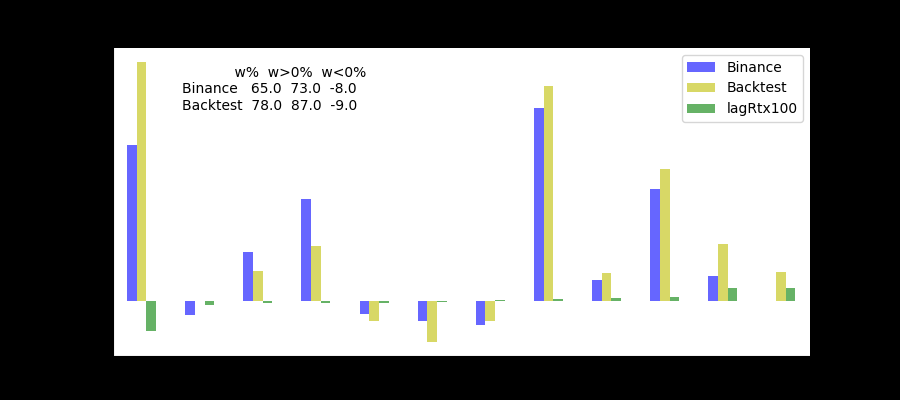 w% w>0% w<0%
Binance 65.0 73.0 -8.0
Backtest 78.0 87.0 -9.0
Binance
Backtest
lagRtx100